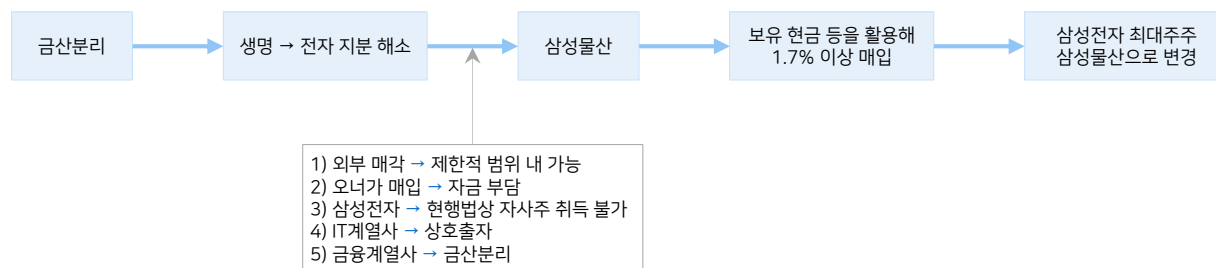 금산분리
생명 → 전자 지분 해소
삼성물산
보유 현금 등을 활용해
1.7% 이상 매입
삼성전자 최대주주
삼성물산으로 변경
1) 외부 매각 → 제한적 범위 내 가능
2) 오너가 매입 → 자금 부담
3) 삼성전자 → 현행법상 자사주 취득 불가
4) IT계열사 → 상호출자
5) 금융계열사 → 금산분리